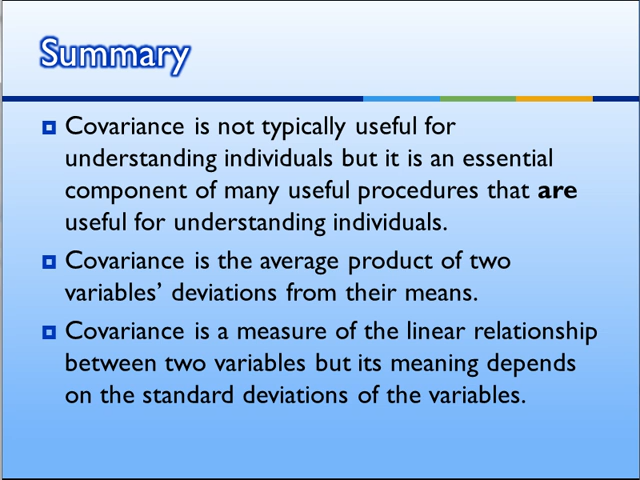 Summary
Covariance is not typically useful for
understanding individuals but it is an essential
component of many useful procedures that are
useful for understanding individuals.
Covariance is the average product of two
variables’ deviations from their means.
Covariance is a measure of the linear relationship
between two variables but its meaning depends
on the standard deviations of the variables.